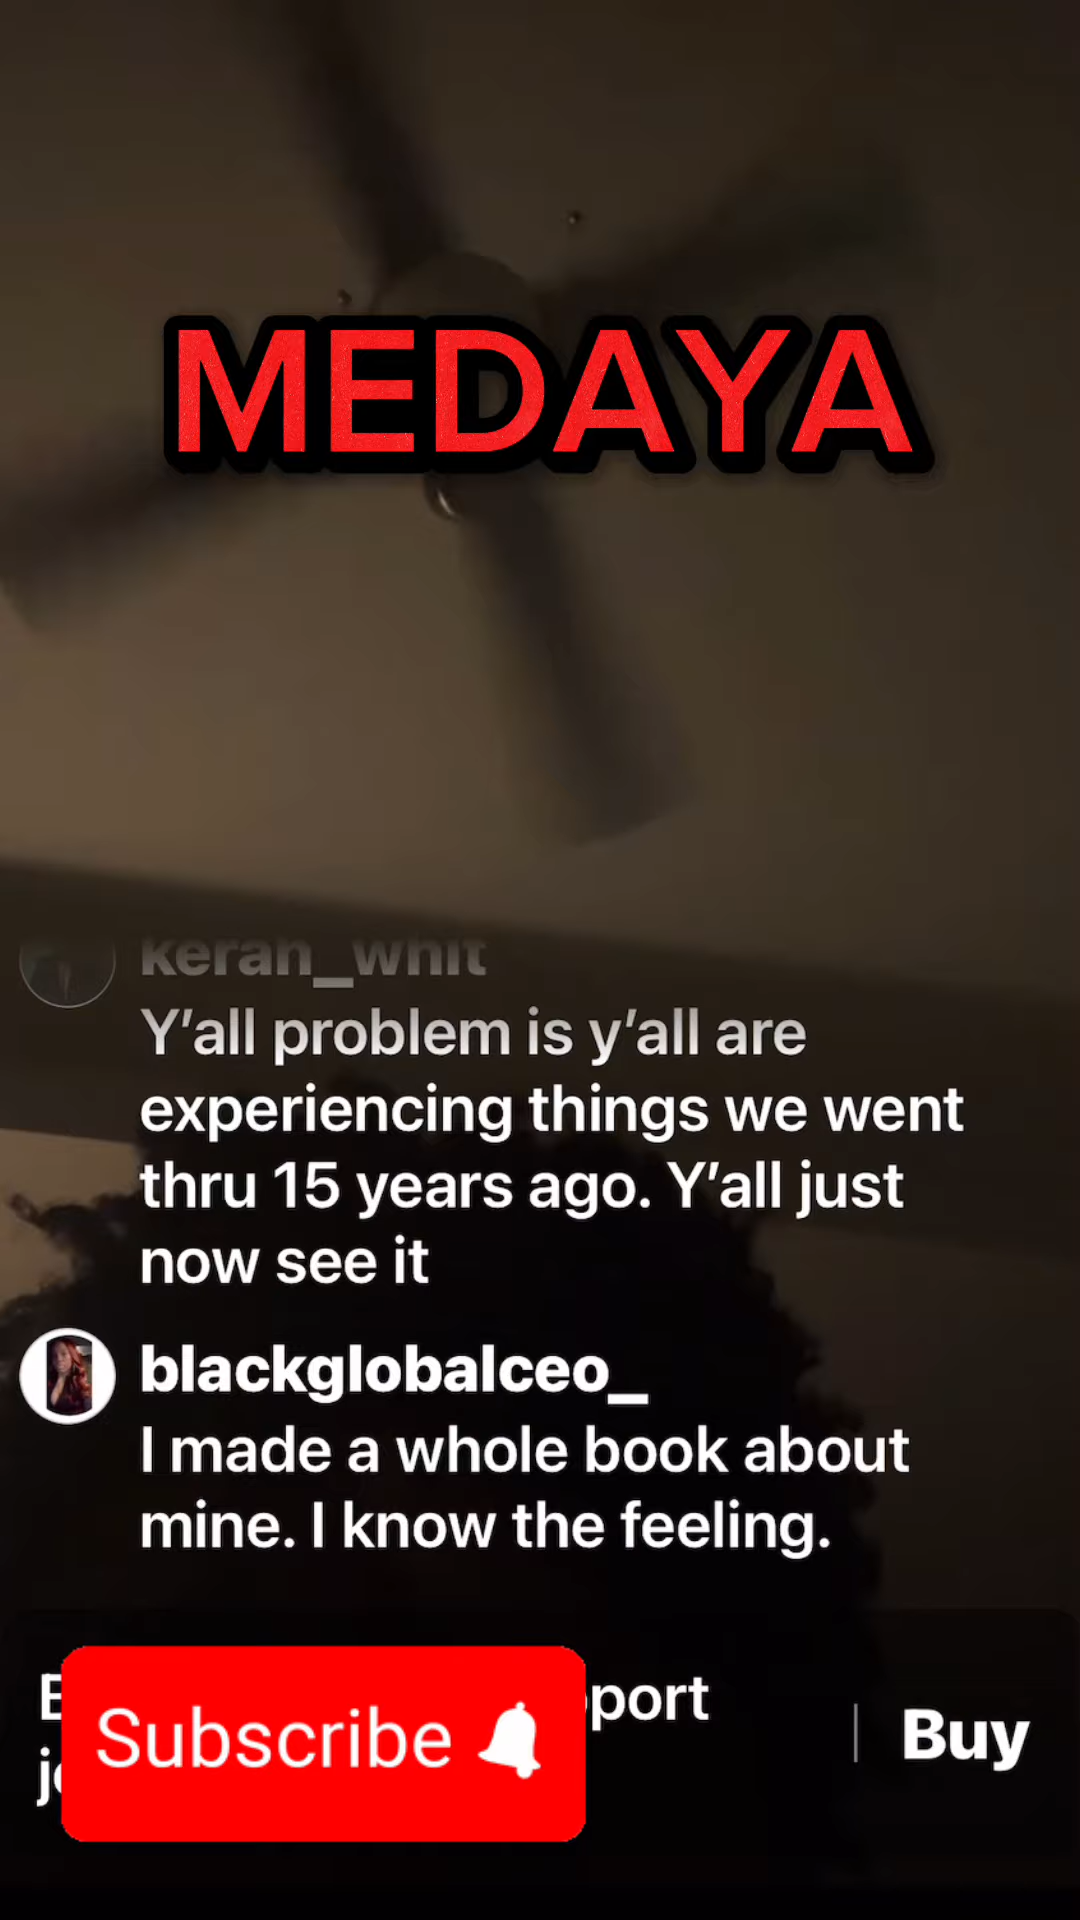 MEDAYA
keran_whit
Y’all problem is y’all are
experiencing things we went
thru 15 years ago. Y’all just
now see it
blackglobalceo_
I made a whole book about
mine. I know the feeling.
Subscribe
Buy